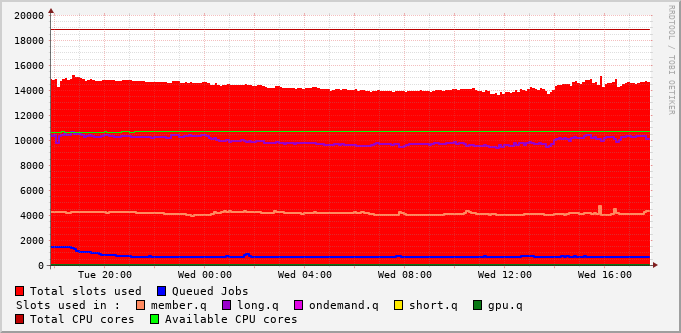 20000
18000
16000
14000
12000
10000
8000
6000
4000
2000
0
Tue 20:00 Wed 00:00 Wed 04:00 Wed 08:00 Wed 12:00 Wed 16:00
Total slots used Queued Jobs
Slots used in : member.q long.q ondemand.q short.q gpu.q
Total CPU cores Available CPU cores
RRDTOOL / TOBI OETIKER